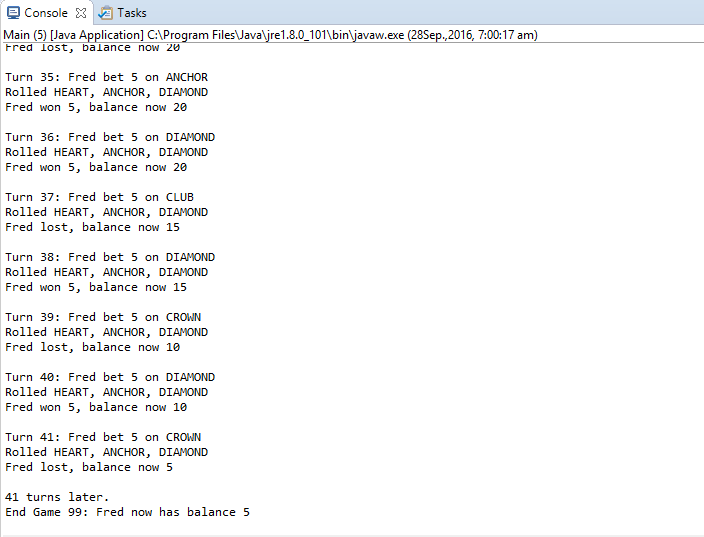 Console Tasks
Main (5) [Java Application] C:\Program Files\Java\jre1.8.0_101\bin\javaw.exe (28Sep.,2016, 7:00:17 am)
Fred lost, balance now 20
Turn 35: Fred bet 5 on ANCHOR
Rolled HEART, ANCHOR, DIAMOND
Fred won 5, balance now 20
Turn 36: Fred bet 5 on DIAMOND
Rolled HEART, ANCHOR, DIAMOND
Fred won 5, balance now 20
Turn 37: Fred bet 5 on CLUB
Rolled HEART, ANCHOR, DIAMOND
Fred lost, balance now 15
Turn 38: Fred bet 5 on DIAMOND
Rolled HEART, ANCHOR, DIAMOND
Fred won 5, balance now 15
Turn 39: Fred bet 5 on CROWN
Rolled HEART, ANCHOR, DIAMOND
Fred lost, balance now 10
Turn 40: Fred bet 5 on DIAMOND
Rolled HEART, ANCHOR, DIAMOND
Fred won 5, balance now 10
Turn 41: Fred bet 5 on CROWN
Rolled HEART, ANCHOR, DIAMOND
Fred lost, balance now 5
41 turns later.
End Game 99: Fred now has balance 5